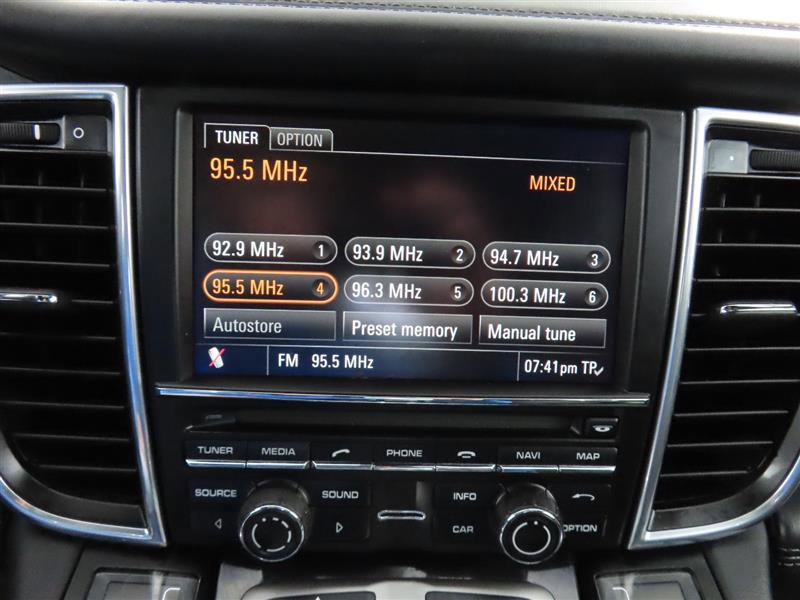 TUNER OPTION
95.5 MHz
MIXED
92.9 MHz 1 93.9 MHz 2 94.7 MHz 3
95.5 MHz 4 96.3 MHz 5 100.3 MHz 6
Autostore Preset memory Manual tune
FM 95.5 MHz 07:41pm TP
TUNER MEDIA PHONE NAVI MAP
SOURCE SOUND INFO
CAR OPTION